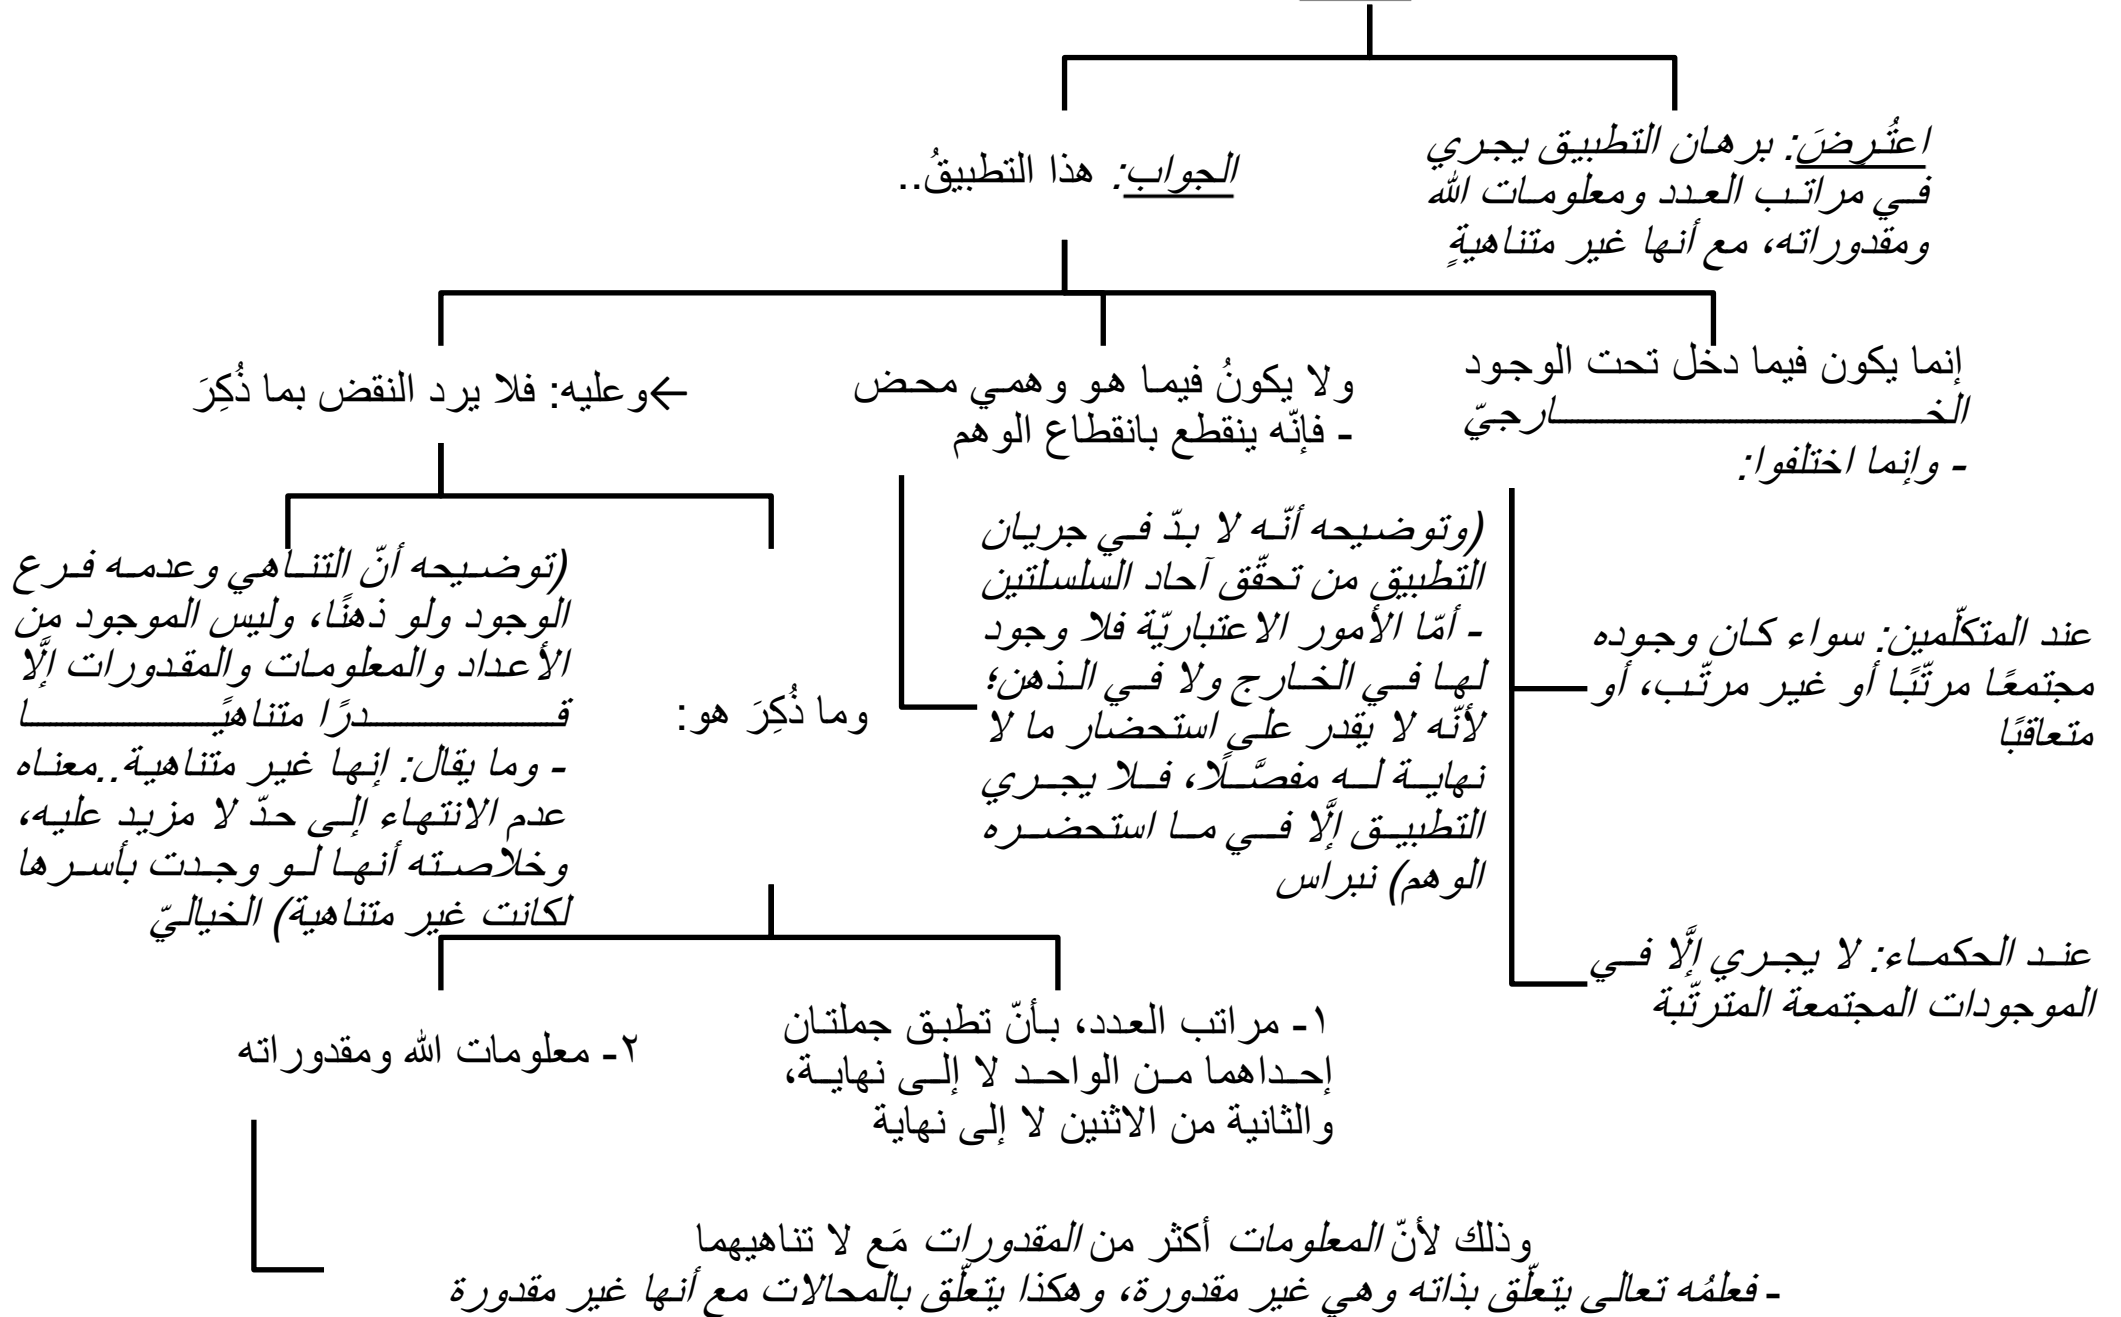 اعتُرِضَ: برهان التطبيق يجري
في مراتب العدد ومعلومات الله
ومقدوراته، مع أنها غير متناهيةٍ
الجواب: هذا التطبيقُ..
إنما يكون فيما دخل تحت الوجود
الخارجيّ
- وإنما اختلفوا:
ولا يكونُ فيما هو وهمي محض
- فإنّه ينقطع بانقطاع الوهم
←وعليه: فلا يرد النقض بما ذُكِرَ
عند المتكلّمين: سواء كان وجوده
مجتمعًا مرتّبًا أو غير مرتّب، أو
متعاقبًا
عند الحكماء: لا يجري إلَّا في
الموجودات المجتمعة المترتّبة
(وتوضيحه أنّه لا بدّ في جريان
التطبيق من تحقّق آحاد السلسلتين
- أمّا الأمور الاعتباريّة فلا وجود
لها في الخارج ولا في الذهن؛
لأنّه لا يقدر على استحضار ما لا
نهاية له مفصَّلًا، فلا يجري
التطبيق إلَّا في ما استحضره
الوهم) نبراس
وما ذُكِرَ هو:
(توضيحه أنّ التناهي وعدمه فرع
الوجود ولو ذهنًا، وليس الموجود من
الأعداد والمعلومات والمقدورات إلَّا
قدرًا متناهيًا
- وما يقال: إنها غير متناهية..معناه
عدم الانتهاء إلى حدّ لا مزيد عليه،
وخلاصته أنها لو وجدت بأسرها
لكانت غير متناهية) الخياليّ
١- مراتب العدد، بأنّ تطبق جملتان
إحداهما من الواحد لا إلى نهاية،
والثانية من الاثنين لا إلى نهاية
٢- معلومات الله ومقدوراته
وذلك لأنّ المعلومات أكثر من المقدورات مَع لا تناهيهما
- فعلمُه تعالى يتعلّق بذاته وهي غير مقدورة، وهكذا يتعلّق بالمحالات مع أنها غير مقدورة